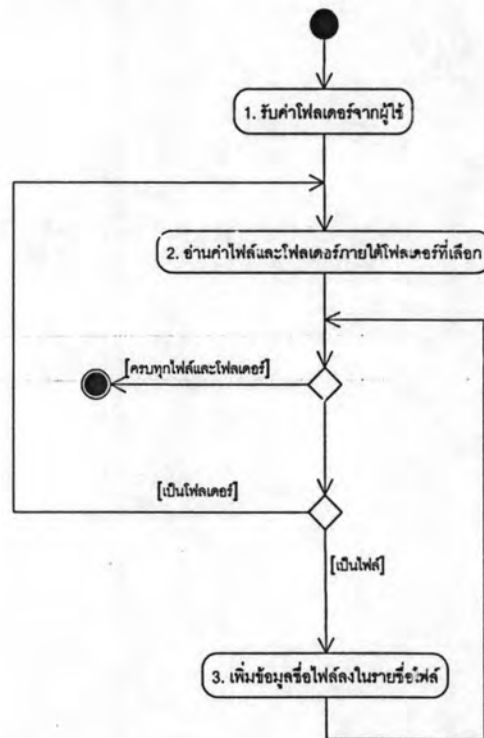 1. รับค่าโฟลเดอร์จากผู้ใช้
2. อ่านค่าไฟล์และโฟลเดอร์ภายใต้โฟลเดอร์ที่เลือก
[ครบทุกไฟล์และโฟลเดอร์]
[เป็นโฟลเดอร์]
[เป็นไฟล์]
3. เพิ่มข้อมูลชื่อไฟล์ลงในรายชื่อไฟล์